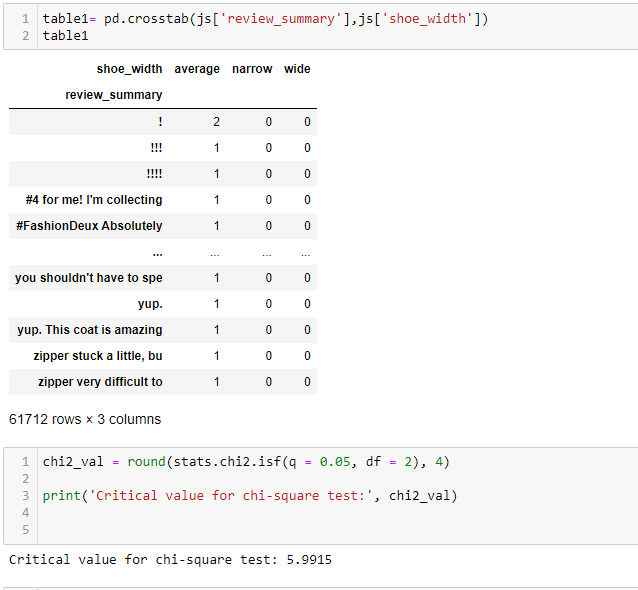 1 table1= pd.crosstab(js['review_summary'],js['shoe_width'])
2 table1
shoe_width average narrow wide
review_summary
! 2 0 0
!!! 1 0 0
!!!! 1 0 0
#4 for me! I'm collecting 1 0 0
#FashionDeux Absolutely 1 0 0
... ... ... ...
you shouldn't have to spe 1 0 0
yup. 1 0 0
yup. This coat is amazing 1 0 0
zipper stuck a little, bu 1 0 0
zipper very difficult to 1 0 0
61712 rows × 3 columns
1 chi2_val = round(stats.chi2.isf(q = 0.05, df = 2), 4)
2
3 print('Critical value for chi-square test:', chi2_val)
4
5
Critical value for chi-square test: 5.9915